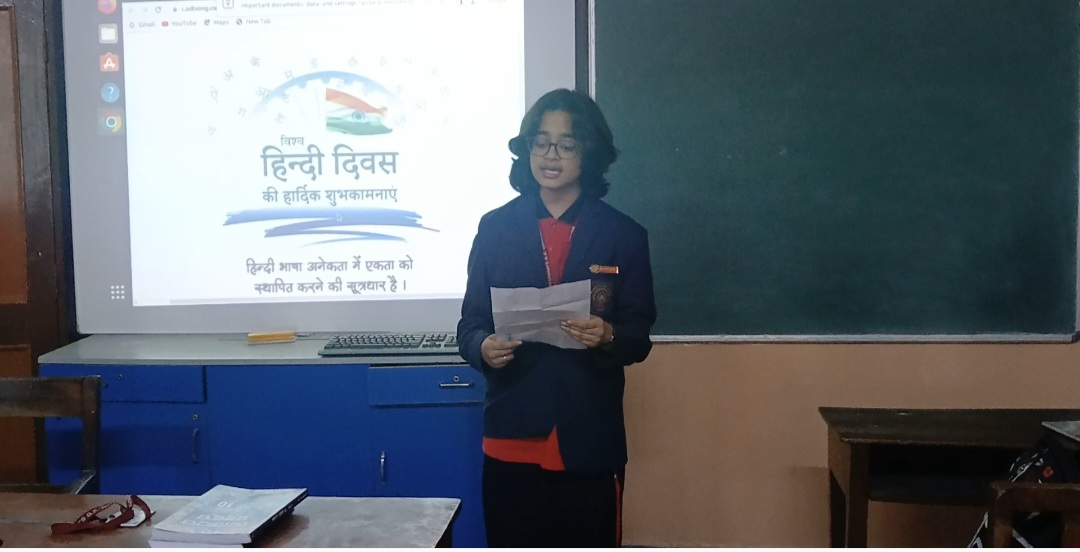 Gmail YouTube Maps New Tab
विश्व
हिन्दी दिवस
की हार्दिक शुभकामनाएं
हिन्दी भाषा अनेकता में एकता को
स्थापित करने की सूत्रधार है ।